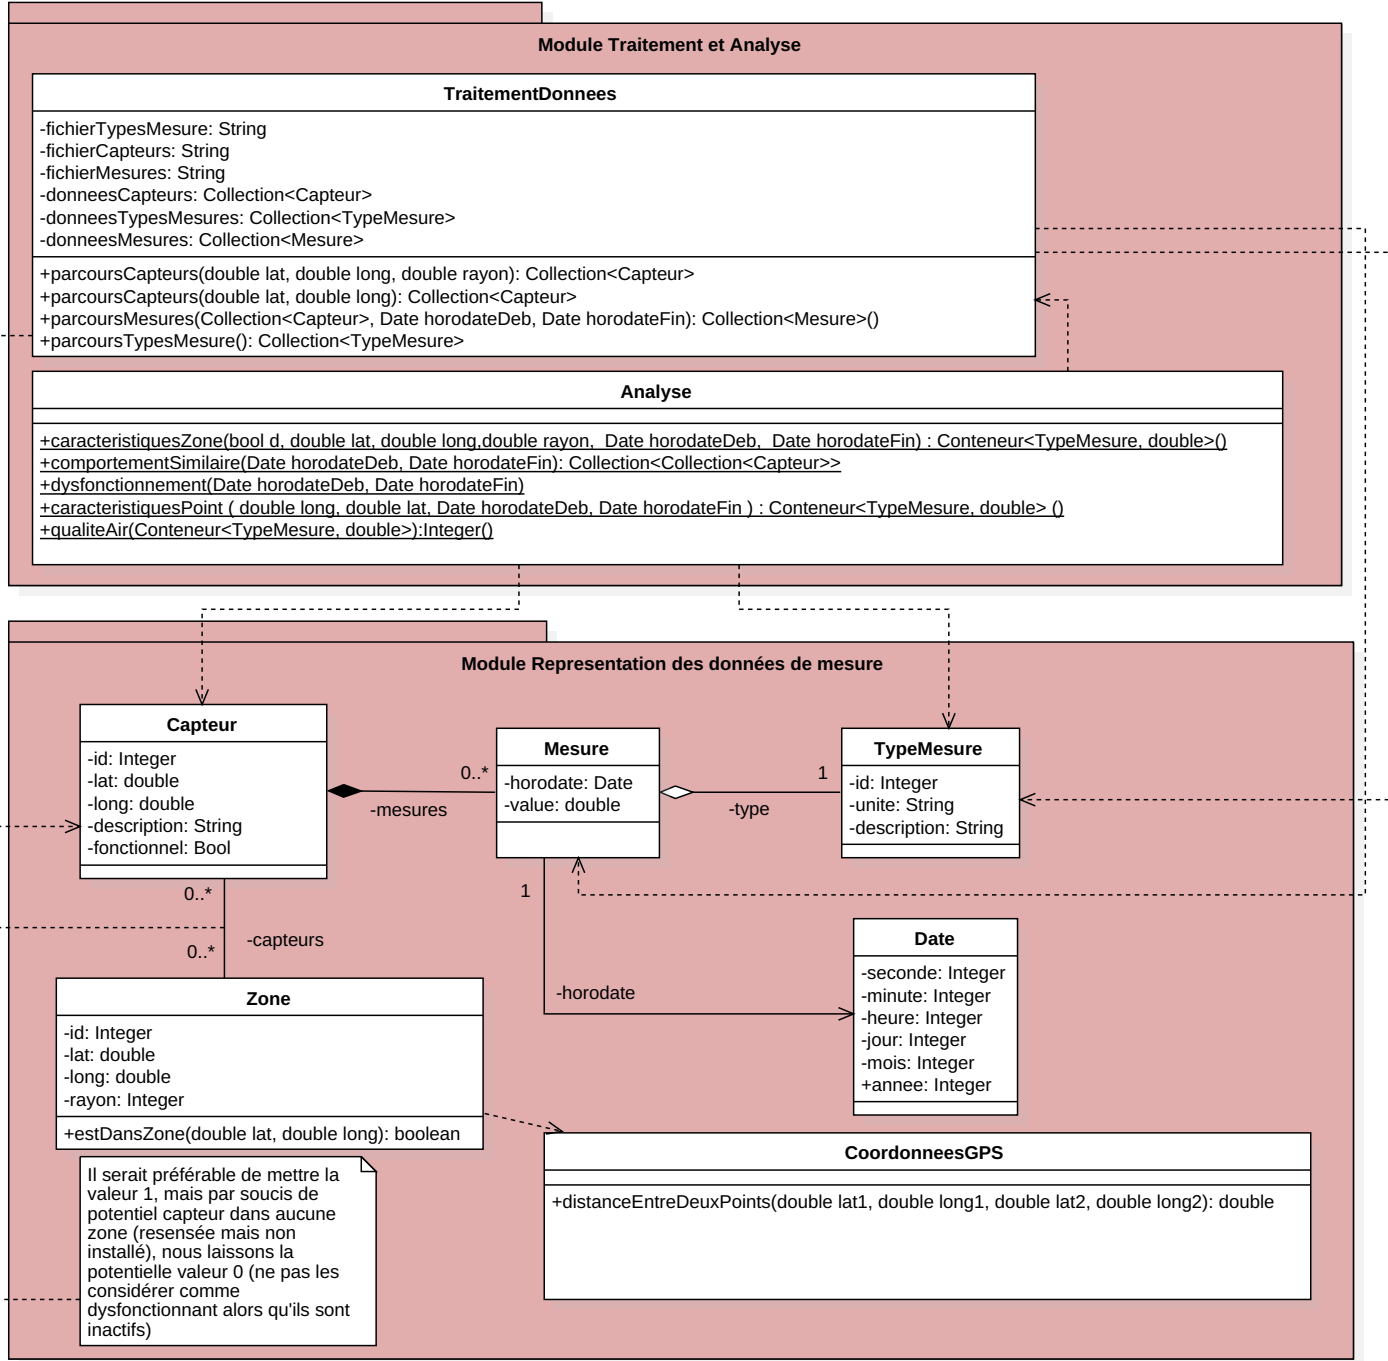 Module Traitement et Analyse
TraitementDonnees
-fichierTypesMesure: String
-fichierCapteurs: String
-fichierMesures: String
-donneesCapteurs: Collection<Capteur>
-donneesTypesMesures: Collection<TypeMesure>
-donneesMesures: Collection<Mesure>
+parcoursCapteurs(double lat, double long, double rayon): Collection<Capteur>
+parcoursCapteurs(double lat, double long): Collection<Capteur>
+parcoursMesures(Collection<Capteur>, Date horodateDeb, Date horodateFin): Collection<Mesure>()
+parcoursTypesMesure(): Collection<TypeMesure>
Analyse
+caracteristiquesZone(bool d, double lat, double long,double rayon,  Date horodateDeb,  Date horodateFin) : Conteneur<TypeMesure, double>()
+comportementSimilaire(Date horodateDeb, Date horodateFin): Collection<Collection<Capteur>>
+dysfonctionnement(Date horodateDeb, Date horodateFin)
+caracteristiquesPoint ( double long, double lat, Date horodateDeb, Date horodateFin ) : Conteneur<TypeMesure, double> ()
+qualiteAir(Conteneur<TypeMesure, double>):Integer()
Module Representation des données de mesure
Capteur
-id: Integer
-lat: double
-long: double
-description: String
-fonctionnel: Bool
0..*
-mesures
Mesure
-horodate: Date
-value: double
1
-type
TypeMesure
-id: Integer
-unite: String
-description: String
0..*
-capteurs
0..*
1
-horodate
Date
-seconde: Integer
-minute: Integer
-heure: Integer
-jour: Integer
-mois: Integer
+annee: Integer
Zone
-id: Integer
-lat: double
-long: double
-rayon: Integer
+estDansZone(double lat, double long): boolean
CoordonneesGPS
+distanceEntreDeuxPoints(double lat1, double long1, double lat2, double long2): double
Il serait préférable de mettre la
valeur 1, mais par soucis de
potentiel capteur dans aucune
zone (resensée mais non
installé), nous laissons la
potentielle valeur 0 (ne pas les
considérer comme
dysfonctionnant alors qu'ils sont
inactifs)